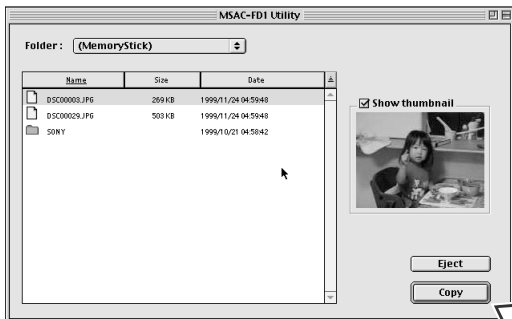 MSAC-FD1 Utility
Folder : (MemoryStick)
Name Size Date
DSC00003.JPG 269 KB 1999/11/24 04:59:48
DSC00029.JPG 503 KB 1999/11/24 04:59:48
SONY 1999/10/21 04:58:42
Show thumbnail
Eject
Copy